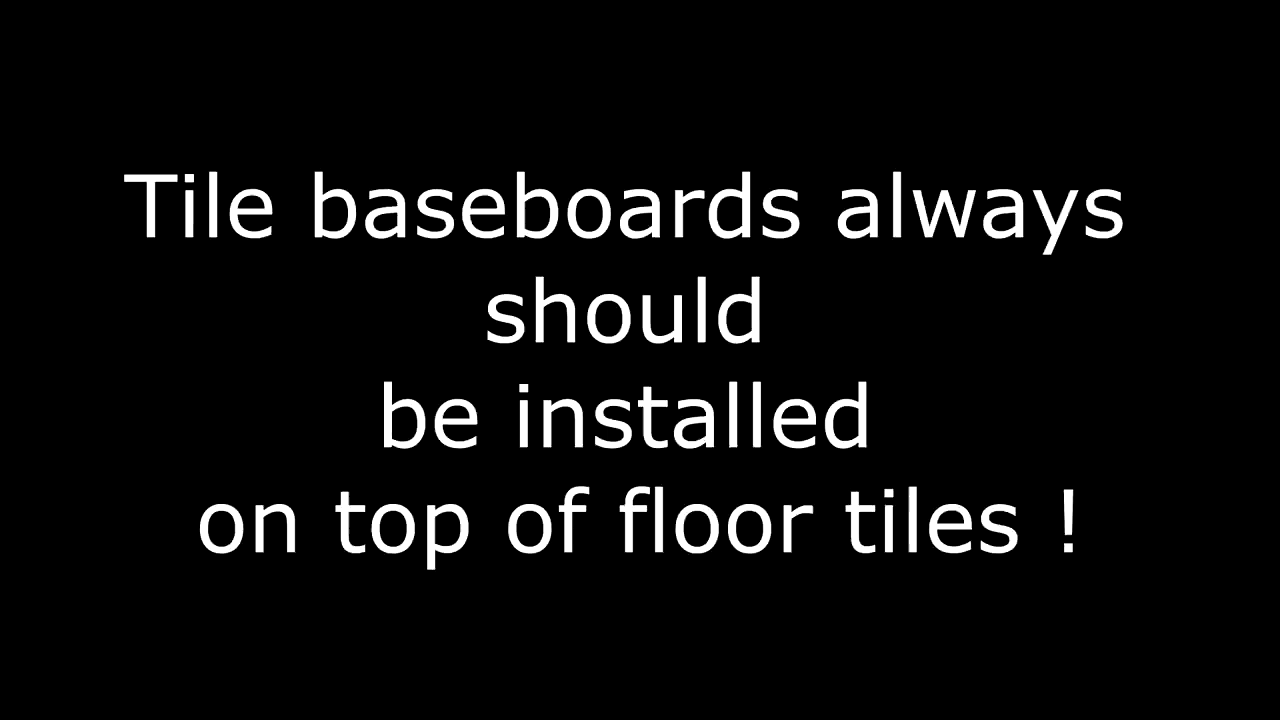 Tile baseboards always
should
be installed
on top of floor tiles !